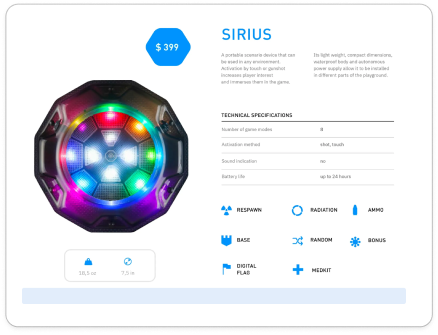 $ 399
SIRIUS
A portable scenario device that can
be used in any environment.
Activation by touch or gunshot
increases player interest
and immerses them in the game.
Its light weight, compact dimensions,
waterproof body and autonomous
power supply allow it to be installed
in different parts of the playground.
TECHNICAL SPECIFICATIONS
Number of game modes 8
Activation method shot, touch
Sound indication no
Battery life up to 24 hours
RESPAWN RADIATION AMMO
BASE RANDOM BONUS
DIGITAL
FLAG
MEDKIT
18,5 oz 7,5 in.